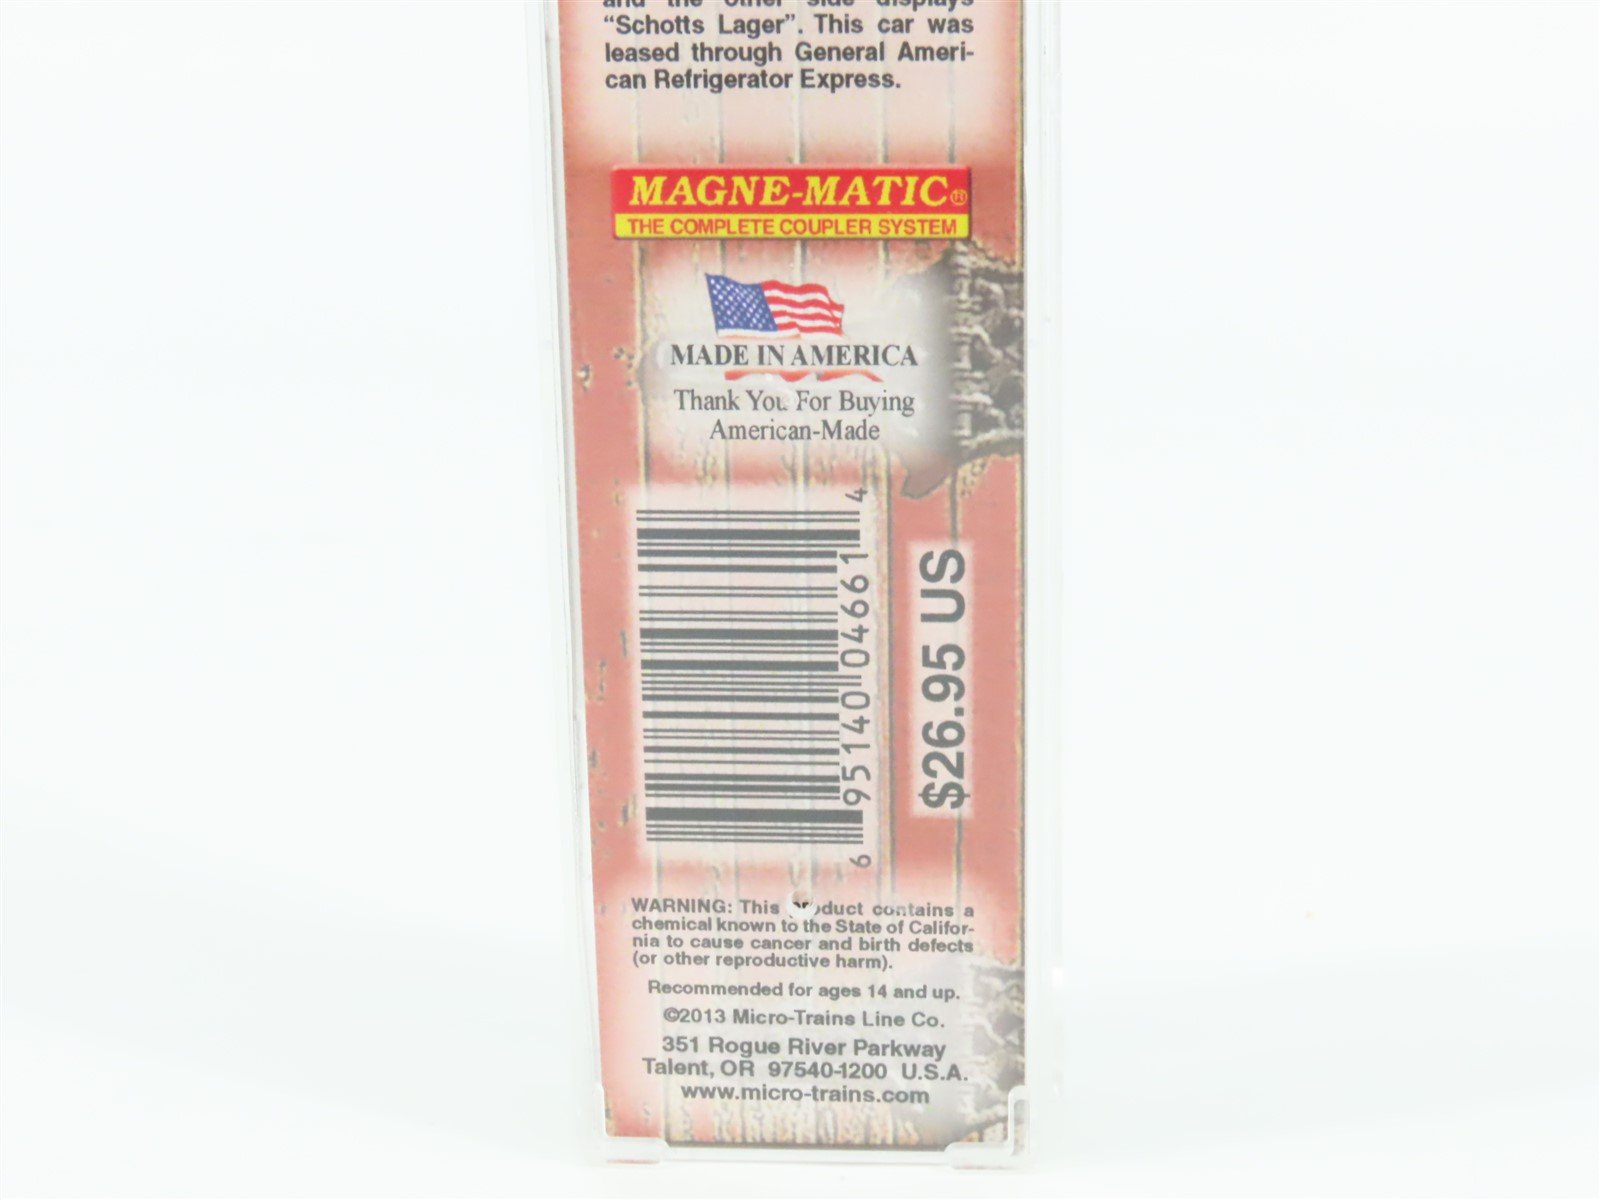 and the other side displays
"Schotts Lager". This car was
leased through General Ameri-
can Refrigerator Express.
MAGNE-MATIC®
THE COMPLETE COUPLER SYSTEM
MADE IN AMERICA
Thank You For Buying
American-Made
6 95140 04661 4
$26.95 US
WARNING: This product contains a
chemical known to the State of Califor-
nia to cause cancer and birth defects
(or other reproductive harm).
Recommended for ages 14 and up.
©2013 Micro-Trains Line Co.
351 Rogue River Parkway
Talent, OR 97540-1200 U.S.A.
www.micro-trains.com